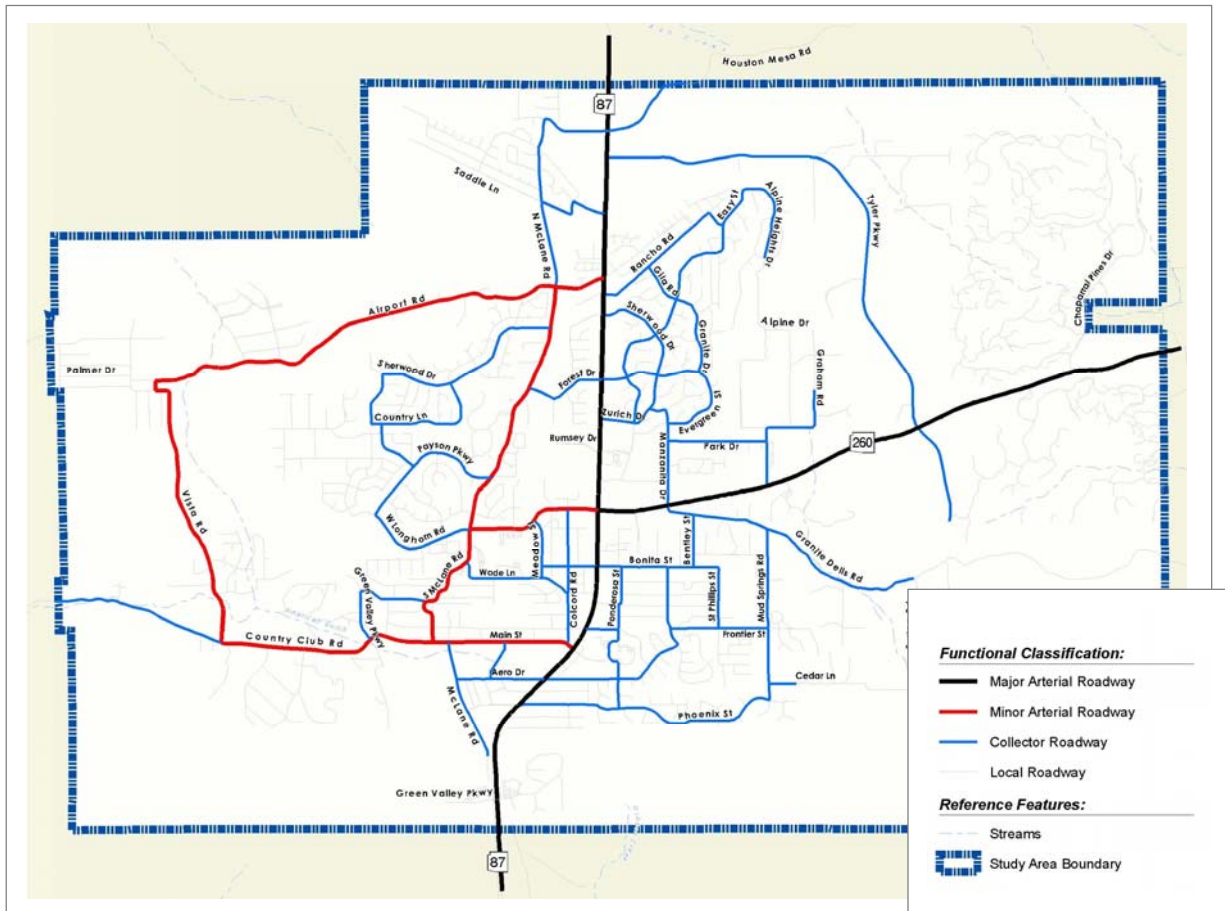 Houston Mesa Rd
87
Saddle Ln
N McLane Rd
Easy St
Alpine Heights Dr
Tyler Pkwy
Rancho Rd
Gila Rd
Chaparral Pines Dr
Airport Rd
Sherwood Dr
Granite Dr
Alpine Dr
Palmer Dr
Sherwood Dr
Forest Dr
Graham Rd
Country Ln
Zurich Dr
Evergreen St
Rumsey Dr
Payson Pkwy
Manzanita Dr
Park Dr
260
Vista Rd
W Longhorn Rd
Meadow St
Bentley St
Granite Dells Rd
S McLane Rd
Wade Ln
Bonita St
Green Valley Pkwy
Colcord Rd
Ponderosa St
St Phillips St
Mud Springs Rd
Country Club Rd
Main St
Frontier St
Aero Dr
Cedar Ln
McLane Rd
Phoenix St
Green Valley Pkwy
87
Functional Classification:
Major Arterial Roadway
Minor Arterial Roadway
Collector Roadway
Local Roadway
Reference Features:
Streams
Study Area Boundary